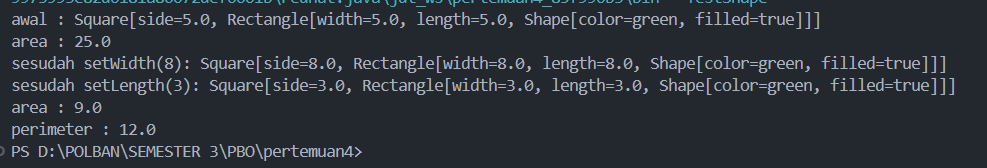 awal : Square[side=5.0, Rectangle[width=5.0, length=5.0, Shape[color=green, filled=true]]]
area : 25.0
sesudah setWidth(8): Square[side=8.0, Rectangle[width=8.0, length=8.0, Shape[color=green, filled=true]]]
sesudah setLength(3): Square[side=3.0, Rectangle[width=3.0, length=3.0, Shape[color=green, filled=true]]]
area : 9.0
perimeter : 12.0
PS D:\POLBAN\SEMESTER 3\PBO\pertemuan4>